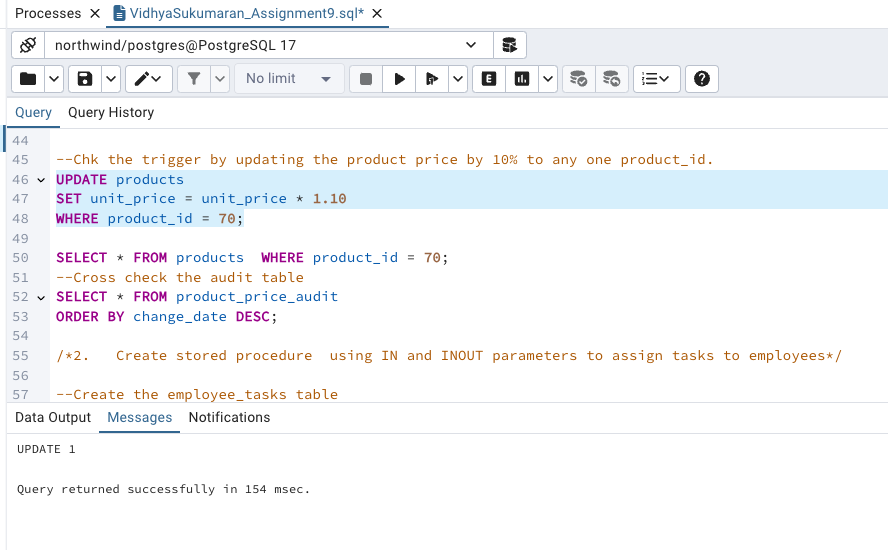 Processes
VidhyaSukumaran_Assignment9.sql*
northwind/postgres@PostgreSQL 17
No limit
E
Query
Query History
44
45 --Chk the trigger by updating the product price by 10% to any one product_id.
46 UPDATE products
47 SET unit_price = unit_price * 1.10
48 WHERE product_id = 70;
49
50 SELECT * FROM products  WHERE product_id = 70;
51 --Cross check the audit table
52 SELECT * FROM product_price_audit
53 ORDER BY change_date DESC;
54
55 /*2.   Create stored procedure  using IN and INOUT parameters to assign tasks to employees*/
56
57 --Create the employee_tasks table
Data Output
Messages
Notifications
UPDATE 1
Query returned successfully in 154 msec.